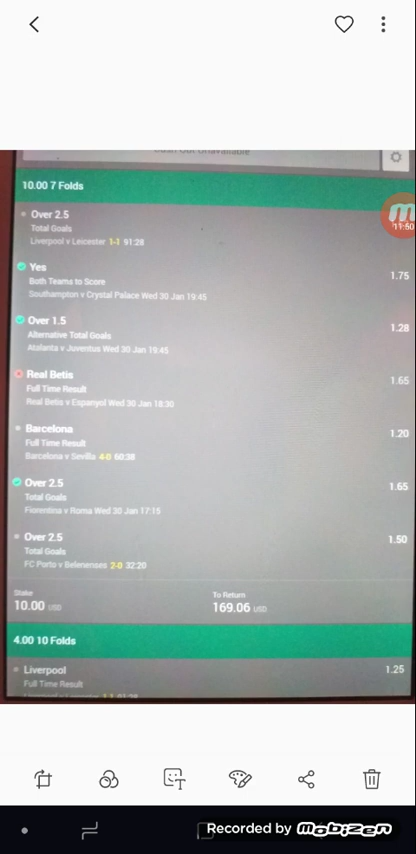 10.00 7 Folds
Over 2.5
Total Goals
Liverpool v Leicester 1-1 91:28
11:50
Yes
1.75
Both Teams to Score
Southampton v Crystal Palace Wed 30 Jan 19:45
Over 1.5
1.28
Alternative Total Goals
Atalanta v Juventus Wed 30 Jan 19:45
Real Betis
1.65
Full Time Result
Real Betis v Espanyol Wed 30 Jan 18:30
Barcelona
1.20
Full Time Result
Barcelona v Sevilla 4-0 60:38
Over 2.5
1.65
Total Goals
Fiorentina v Roma Wed 30 Jan 17:15
Over 2.5
1.50
Total Goals
FC Porto v Belenenses 2-0 32:20
Stake
To Return
10.00 USD
169.06 USD
4.00 10 Folds
Liverpool
1.25
Full Time Result
Recorded by mobizen